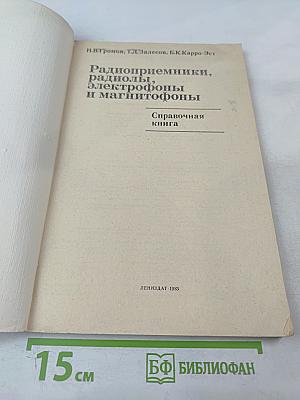 Н.В.Громов, Т.Л.Залесов, Б.К.Карро-Эст
Радиоприемники,
радиолы,
электрофоны
и магнитофоны
Справочная
книга
ЛЕНИЗДАТ·1983
15 см
БФ БИБЛИОФАН